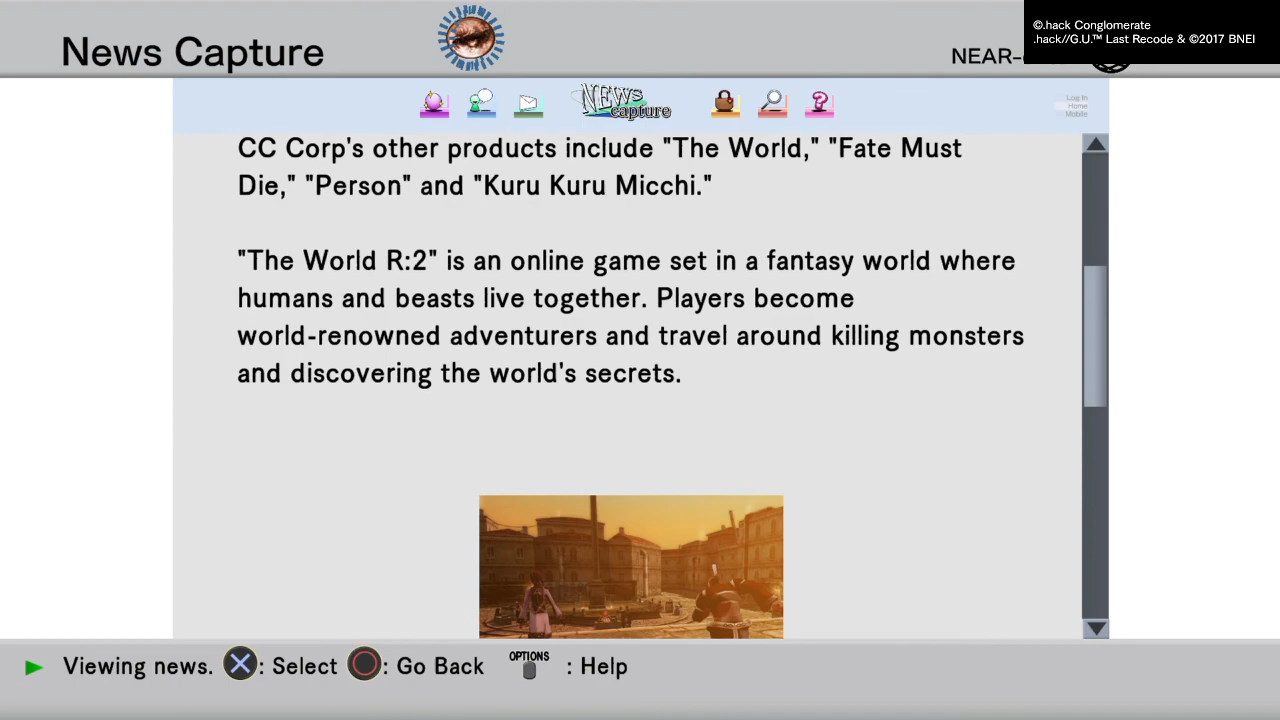 ©.hack Conglomerate
.hack//G.U.™ Last Recode & ©2017 BNEI
News Capture
NEAR-
NEWS
capture
Log In
Home
Mobile
CC Corp's other products include "The World," "Fate Must
Die," "Person" and "Kuru Kuru Micchi."
"The World R:2" is an online game set in a fantasy world where
humans and beasts live together. Players become
world-renowned adventurers and travel around killing monsters
and discovering the world's secrets.
Viewing news. : Select : Go Back OPTIONS : Help